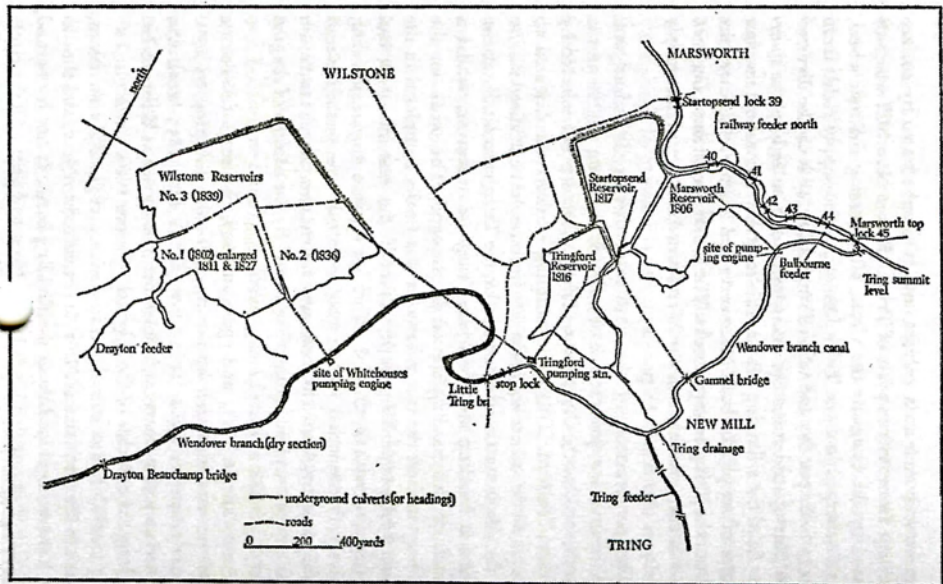 north
WILSTONE
MARSWORTH
Startopsend lock 39
railway feeder north
Wilstone Reservoirs
No. 3 (1839)
No.1 (1802) enlarged
1811 & 1827
No. 2 (1836)
Startopsend
Reservoir,
1817
Marsworth
Reservoir
1806
40
41
42
43
44
Marsworth top
lock 45
Tringford
Reservoir
1816
site of pump-
ing engine
Bulbourne
feeder
Tring summit
level
Drayton feeder
site of Whitehouses
pumping engine
Little
Tring br.
stop lock
Tringford
pumping stn.
Wendover branch canal
Gamnel bridge
NEW MILL
Wendover branch (dry section)
Tring drainage
Drayton Beauchamp bridge
Tring feeder
TRING
underground culverts (or headings)
roads
0 200 400yards